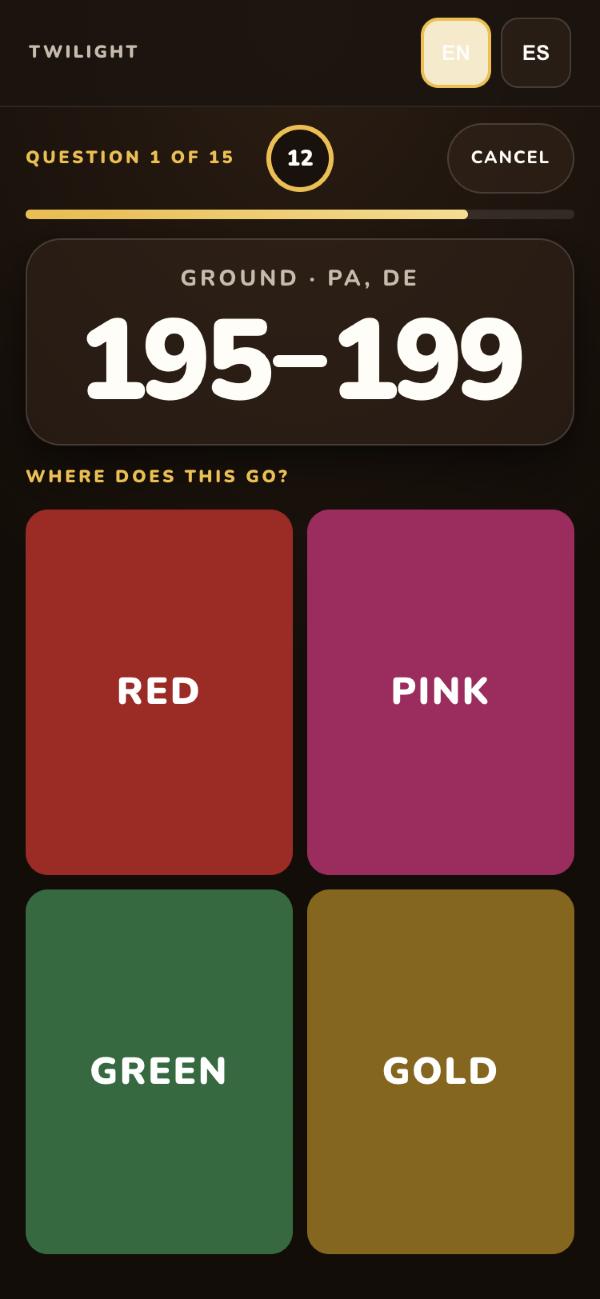 TWILIGHT
EN
ES
QUESTION 1 OF 15
12
CANCEL
GROUND · PA, DE
195–199
WHERE DOES THIS GO?
RED
PINK
GREEN
GOLD